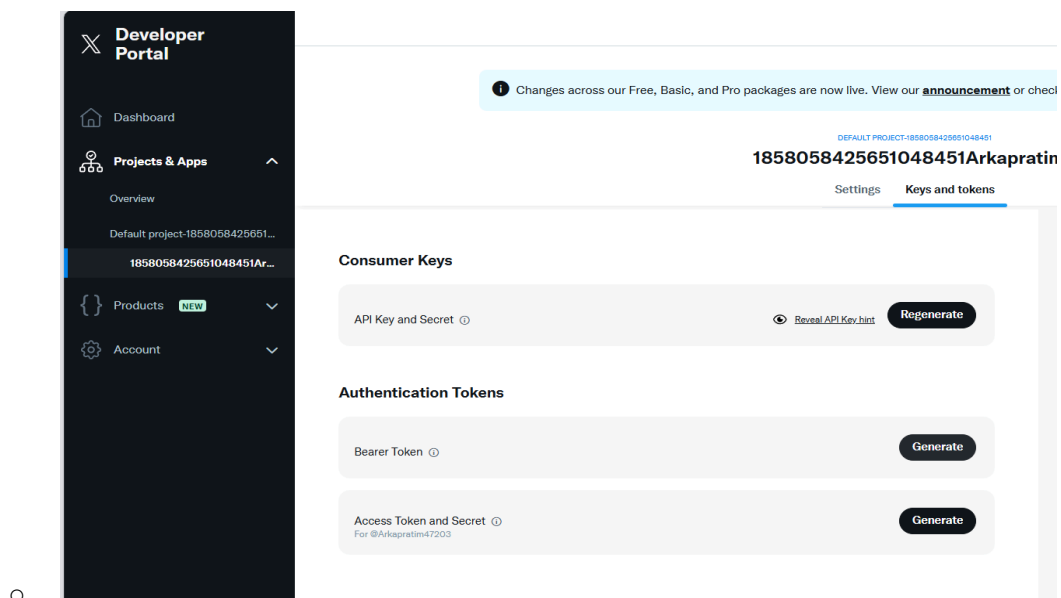 Developer
Portal
Dashboard
Projects & Apps
Overview
Default project-1858058425651...
1858058425651048451Ar...
Products NEW
Account
Changes across our Free, Basic, and Pro packages are now live. View our announcement or check
DEFAULT PROJECT-1858058425651048451
1858058425651048451Arkapratim
Settings Keys and tokens
Consumer Keys
API Key and Secret Reveal API Key hint Regenerate
Authentication Tokens
Bearer Token Generate
Access Token and Secret Generate
For @Arkapratim47203